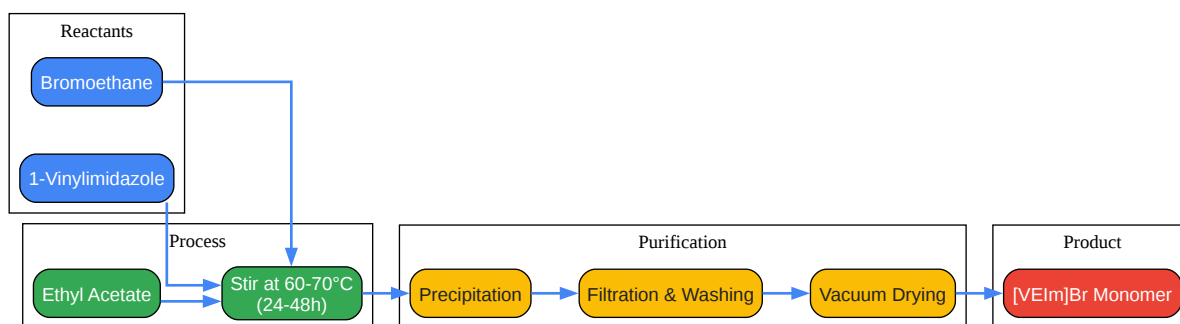 Reactants
Bromoethane
1-Vinylimidazole
Process
Ethyl Acetate
Stir at 60-70°C
(24-48h)
Purification
Precipitation
Filtration & Washing
Vacuum Drying
Product
[VEIm]Br Monomer